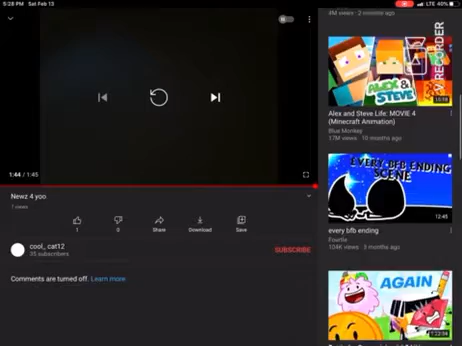 5:28 PM Sat Feb 13
LTE 40%
4M views · 2 months ago
V RECORDER
ALEX & STEVE
10:19
Alex and Steve Life: MOVIE 4
(Minecraft Animation)
Blue Monkey
17M views 10 months ago
1:44 / 1:45
Newz 4 yoo
1 views
1
0
Share
Download
Save
cool_cat12
35 subscribers
SUBSCRIBE
Comments are turned off. Learn more
EVERY BFB ENDING
SCENE
12:45
every bfb ending
104K views 3 months ago
AGAIN